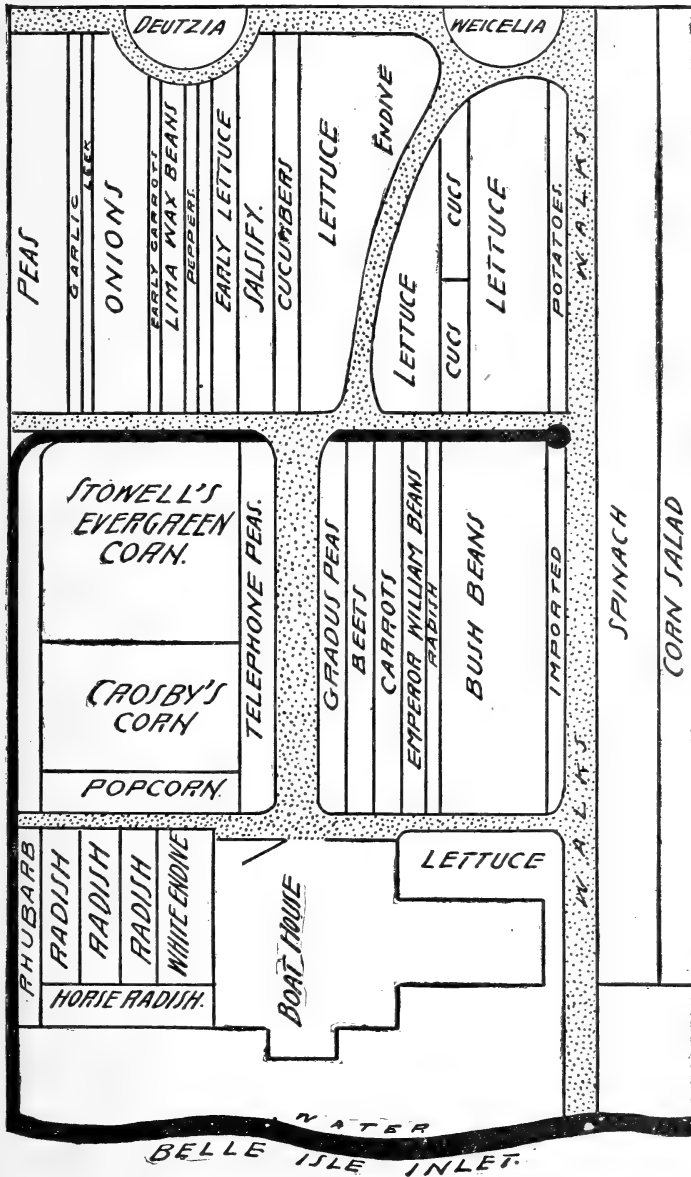 DEUTZIA
WEICELIA
PEAS
GARLIC
LEEK
ONIONS
EARLY CARROTS
LIMA WAX BEANS
PEPPERS.
EARLY LETTUCE
SALSIFY.
CUCUMBERS
LETTUCE
ENDIVE
LETTUCE
CUCS
CUCS
LETTUCE
POTATOES.
WALKS
STOWELL'S
EVERGREEN
CORN.
CROSBY'S
CORN
POPCORN.
TELEPHONE PEAS.
GRADUS PEAS
BEETS
CARROTS
EMPEROR WILLIAM BEANS
RADISH
BUSH BEANS
IMPORTED
WALKS
SPINACH
CORN SALAD
RHUBARB
RADISH
RADISH
RADISH
WHITE ENDIVE
HORSE RADISH.
BOAT HOUSE
LETTUCE
WATER
BELLE ISLE INLET.